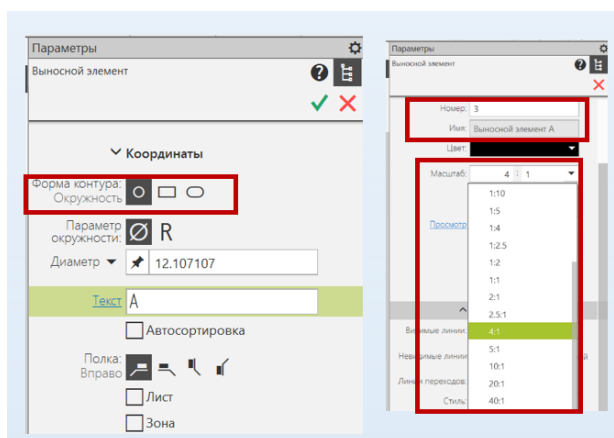 Параметры
Выносной элемент
Координаты
Форма контура:
Окружность
Параметр
окружности:
R
Диаметр
12.107107
Текст
A
Автосортировка
Полка:
Вправо
Лист
Зона
Параметры
Выносной элемент
Номер: 3
Имя: Выносной элемент А
Цвет:
Масштаб: 4 : 1
1:10
1:5
Просмотр
1:4
1:2.5
1:2
1:1
2:1
2.5:1
Видимые линии:
4:1
5:1
Невидимые линии
10:1
Линии переходов:
20:1
Стиль:
40:1